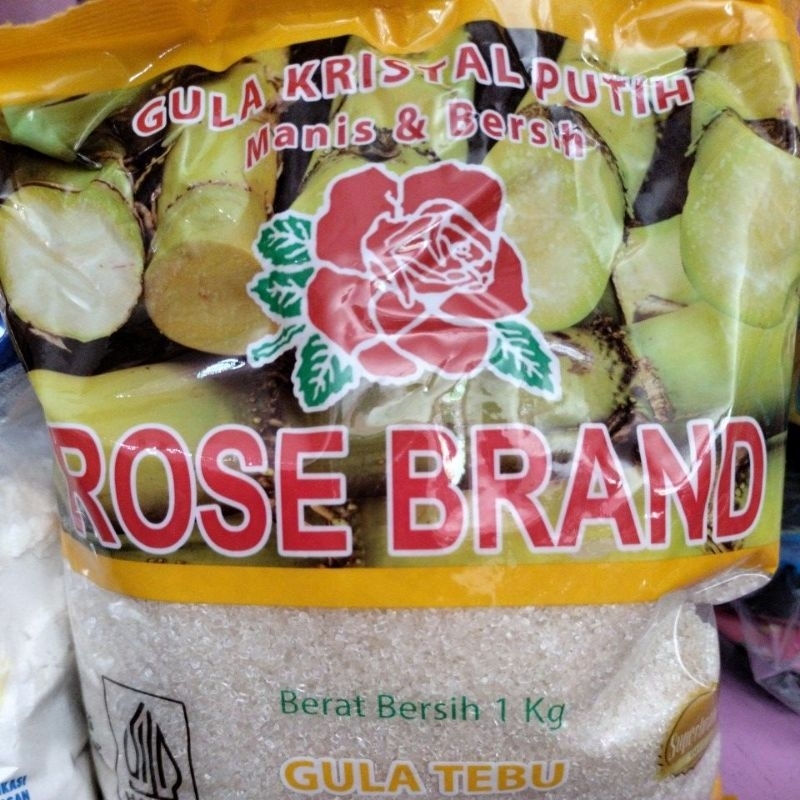 GULA KRISTAL PUTIH
Manis & Bersih
ROSE BRAND
Berat Bersih 1 Kg
GULA TEBU